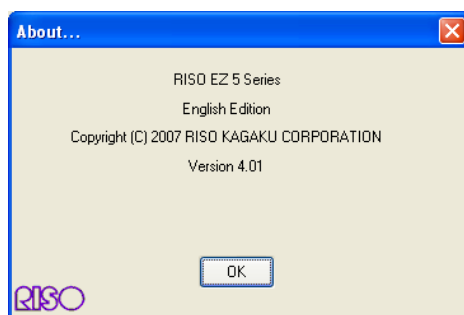 About...
RISO EZ 5 Series
English Edition
Copyright (C) 2007 RISO KAGAKU CORPORATION
Version 4.01
OK
RISO